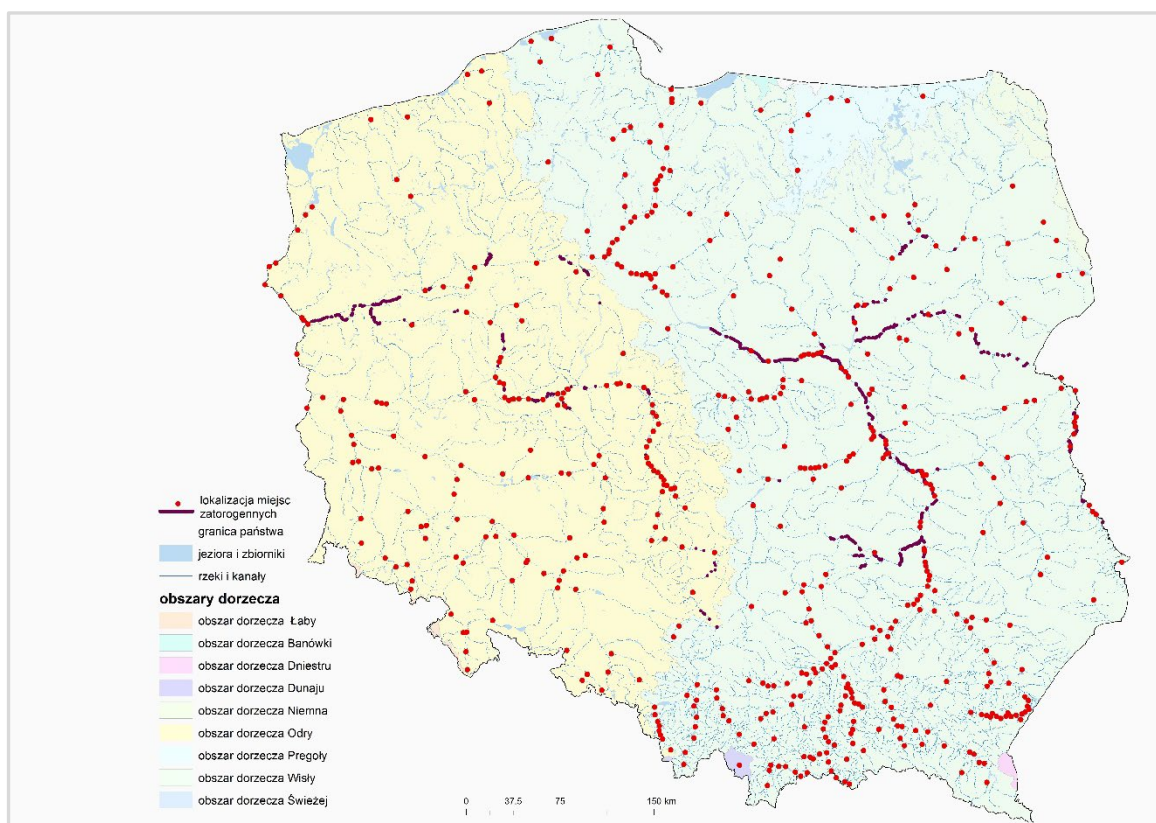 lokalizacja miejsc
zatorogennych
granica państwa
jeziora i zbiorniki
rzeki i kanały
obszary dorzecza
obszar dorzecza Łaby
obszar dorzecza Banówki
obszar dorzecza Dniestru
obszar dorzecza Dunaju
obszar dorzecza Niemna
obszar dorzecza Odry
obszar dorzecza Pregoły
obszar dorzecza Wisły
obszar dorzecza Świeżej
0 37,5 75 150 km